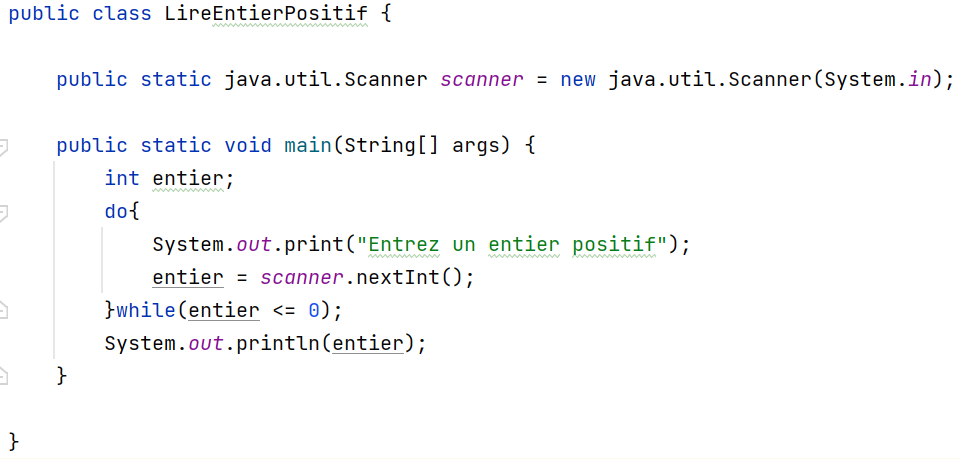 public class LireEntierPositif {
public static java.util.Scanner scanner = new java.util.Scanner(System.in);
public static void main(String[] args) {
int entier;
do{
System.out.print("Entrez un entier positif");
entier = scanner.nextInt();
}while(entier <= 0);
System.out.println(entier);
}
}